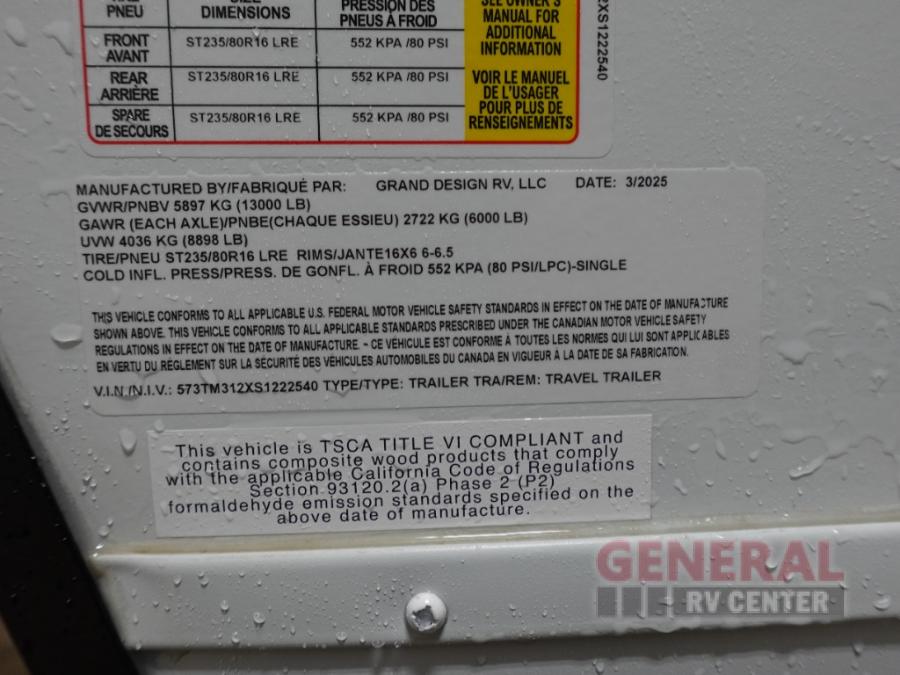 PNEU
DIMENSIONS
PRESSION DES
PNEUS À FROID
SEE OWNER'S
MANUAL FOR
ADDITIONAL
INFORMATION
FRONT
AVANT
ST235/80R16 LRE
552 KPA /80 PSI
REAR
ARRIÈRE
ST235/80R16 LRE
552 KPA /80 PSI
VOIR LE MANUEL
DE L'USAGER
POUR PLUS DE
RENSEIGNEMENTS
SPARE
DE SECOURS
ST235/80R16 LRE
552 KPA /80 PSI
2XS1222540
MANUFACTURED BY/FABRIQUÉ PAR: GRAND DESIGN RV, LLC DATE: 3/2025
GVWR/PNBV 5897 KG (13000 LB)
GAWR (EACH AXLE)/PNBE(CHAQUE ESSIEU) 2722 KG (6000 LB)
UVW 4036 KG (8898 LB)
TIRE/PNEU ST235/80R16 LRE RIMS/JANTE16X6 6-6.5
COLD INFL. PRESS/PRESS. DE GONFL. À FROID 552 KPA (80 PSI/LPC)-SINGLE
THIS VEHICLE CONFORMS TO ALL APPLICABLE U.S. FEDERAL MOTOR VEHICLE SAFETY STANDARDS IN EFFECT ON THE DATE OF MANUFACTURE
SHOWN ABOVE. THIS VEHICLE CONFORMS TO ALL APPLICABLE STANDARDS PRESCRIBED UNDER THE CANADIAN MOTOR VEHICLE SAFETY
REGULATIONS IN EFFECT ON THE DATE OF MANUFACTURE. - CE VÉHICULE EST CONFORME À TOUTES LES NORMES QUI LUI SONT APPLICABLES
EN VERTU DU RÈGLEMENT SUR LA SÉCURITÉ DES VÉHICULES AUTOMOBILES DU CANADA EN VIGUEUR À LA DATE DE SA FABRICATION.
V.I.N./N.I.V.: 573TM312XS1222540 TYPE/TYPE: TRAILER TRA/REM: TRAVEL TRAILER
This vehicle is TSCA TITLE VI COMPLIANT and
contains composite wood products that comply
with the applicable California Code of Regulations
Section 93120.2(a) Phase 2 (P2)
formaldehyde emission standards specified on the
above date of manufacture.
GENERAL
RV CENTER